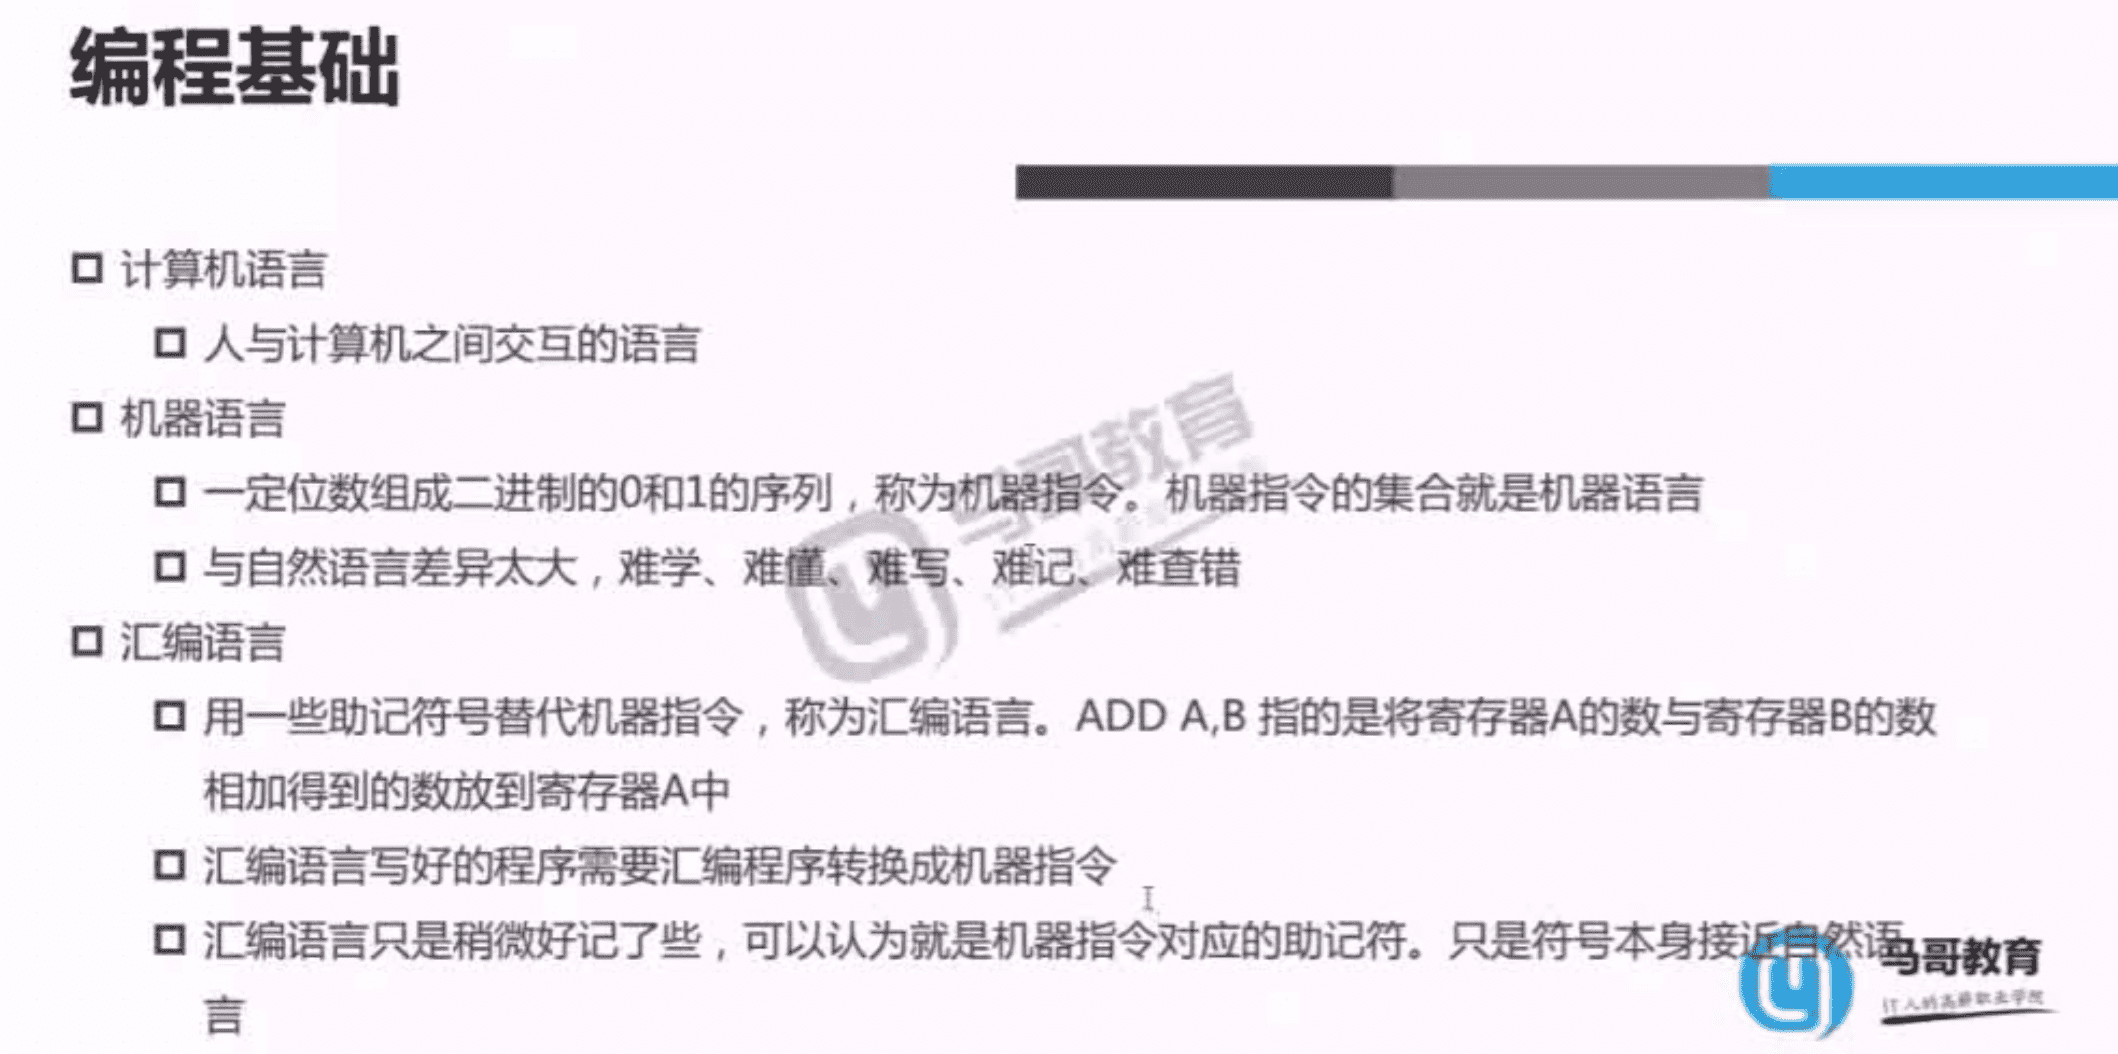 编程基础
计算机语言
人与计算机之间交互的语言
机器语言
一定位数组成二进制的0和1的序列，称为机器指令。机器指令的集合就是机器语言
与自然语言差异太大，难学、难懂、难写、难记、难查错
汇编语言
用一些助记符号替代机器指令，称为汇编语言。ADD A,B 指的是将寄存器A的数与寄存器B的数
相加得到的数放到寄存器A中
汇编语言写好的程序需要汇编程序转换成机器指令
汇编语言只是稍微好记了些，可以认为就是机器指令对应的助记符。只是符号本身接近自然语
言
马哥教育
IT人的高薪职业学院
马哥教育